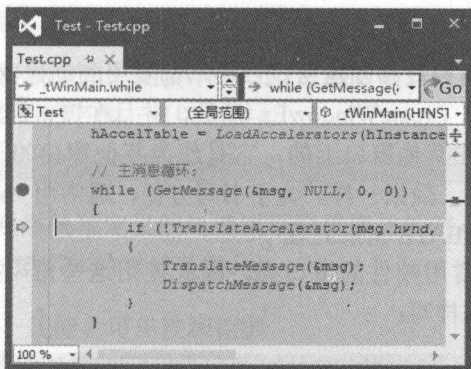 Test - Test.cpp
Test.cpp
_tWinMain.while while (GetMessage(& Go
Test (全局范围) _tWinMain(HINST
hAccelTable = LoadAccelerators(hInstance
// 主消息循环:
while (GetMessage(&msg, NULL, 0, 0))
{
if (!TranslateAccelerator(msg.hwnd,
{
TranslateMessage(&msg);
DispatchMessage(&msg);
}
}
100 %